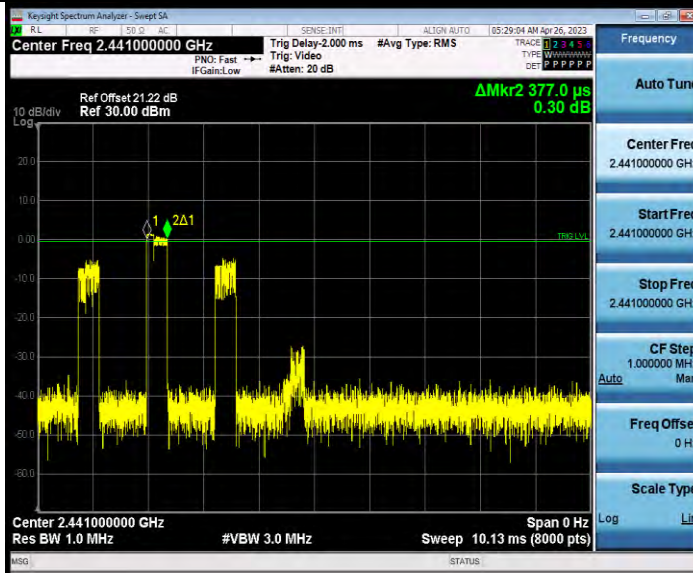 Keysight Spectrum Analyzer - Swept SA
RL RF 50 Ω AC SENSE:INT ALIGN AUTO 05:29:04 AM Apr 26, 2023
Center Freq 2.441000000 GHz
PNO: Fast
IFGain:Low
Trig Delay-2.000 ms
Trig: Video
#Atten: 20 dB
#Avg Type: RMS
TRACE 1 2 3 4 5 6
TYPE WWWWWW
DET P P P P P P
Ref Offset 21.22 dB
Ref 30.00 dBm
10 dB/div
Log
ΔMkr2 377.0 µs
0.30 dB
20.0
10.0
0.00
-10.0
-20.0
-30.0
-40.0
-50.0
-60.0
1
2Δ1
TRIG LVL
Center 2.441000000 GHz
Span 0 Hz
Res BW 1.0 MHz
#VBW 3.0 MHz
Sweep 10.13 ms (8000 pts)
MSG
STATUS
Frequency
Auto Tune
Center Freq
2.441000000 GH
Start Freq
2.441000000 GH
Stop Freq
2.441000000 GH
CF Step
1.000000 MH
Auto Man
Freq Offse
0 H
Scale Type
Log Lin